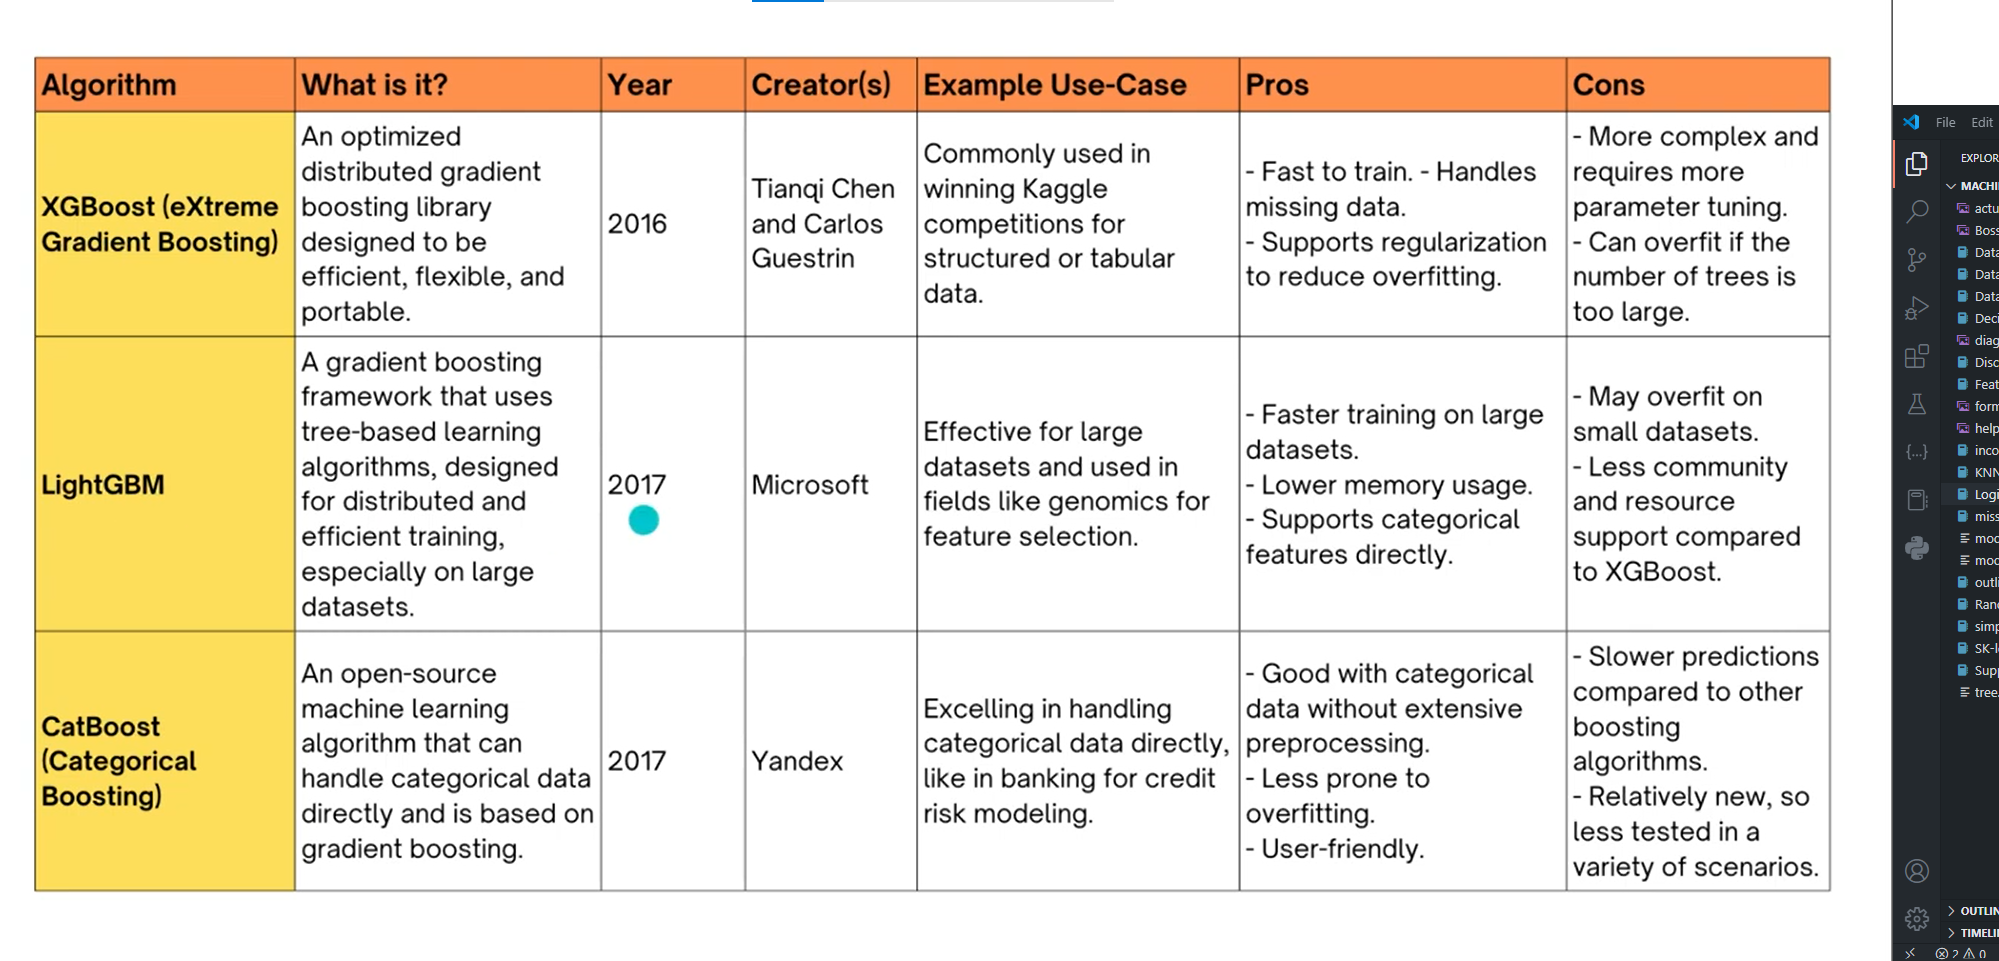 Algorithm
What is it?
Year
Creator(s)
Example Use-Case
Pros
Cons
XGBoost (eXtreme
Gradient Boosting)
An optimized
distributed gradient
boosting library
designed to be
efficient, flexible, and
portable.
2016
Tianqi Chen
and Carlos
Guestrin
Commonly used in
winning Kaggle
competitions for
structured or tabular
data.
- Fast to train. - Handles
missing data.
- Supports regularization
to reduce overfitting.
- More complex and
requires more
parameter tuning.
- Can overfit if the
number of trees is
too large.
LightGBM
A gradient boosting
framework that uses
tree-based learning
algorithms, designed
for distributed and
efficient training,
especially on large
datasets.
2017
Microsoft
Effective for large
datasets and used in
fields like genomics for
feature selection.
- Faster training on large
datasets.
- Lower memory usage.
- Supports categorical
features directly.
- May overfit on
small datasets.
- Less community
and resource
support compared
to XGBoost.
CatBoost
(Categorical
Boosting)
An open-source
machine learning
algorithm that can
handle categorical data
directly and is based on
gradient boosting.
2017
Yandex
Excelling in handling
categorical data directly,
like in banking for credit
risk modeling.
- Good with categorical
data without extensive
preprocessing.
- Less prone to
overfitting.
- User-friendly.
- Slower predictions
compared to other
boosting
algorithms.
- Relatively new, so
less tested in a
variety of scenarios.
File Edit
EXPLOR
MACHI
actu
Boss
Data
Data
Data
Deci
diag
Disc
Feat
form
help
inco
KNN
Logi
miss
mod
mod
outli
Ran
simp
SK-l
Supp
tree.
OUTLIN
TIMELI
2 0